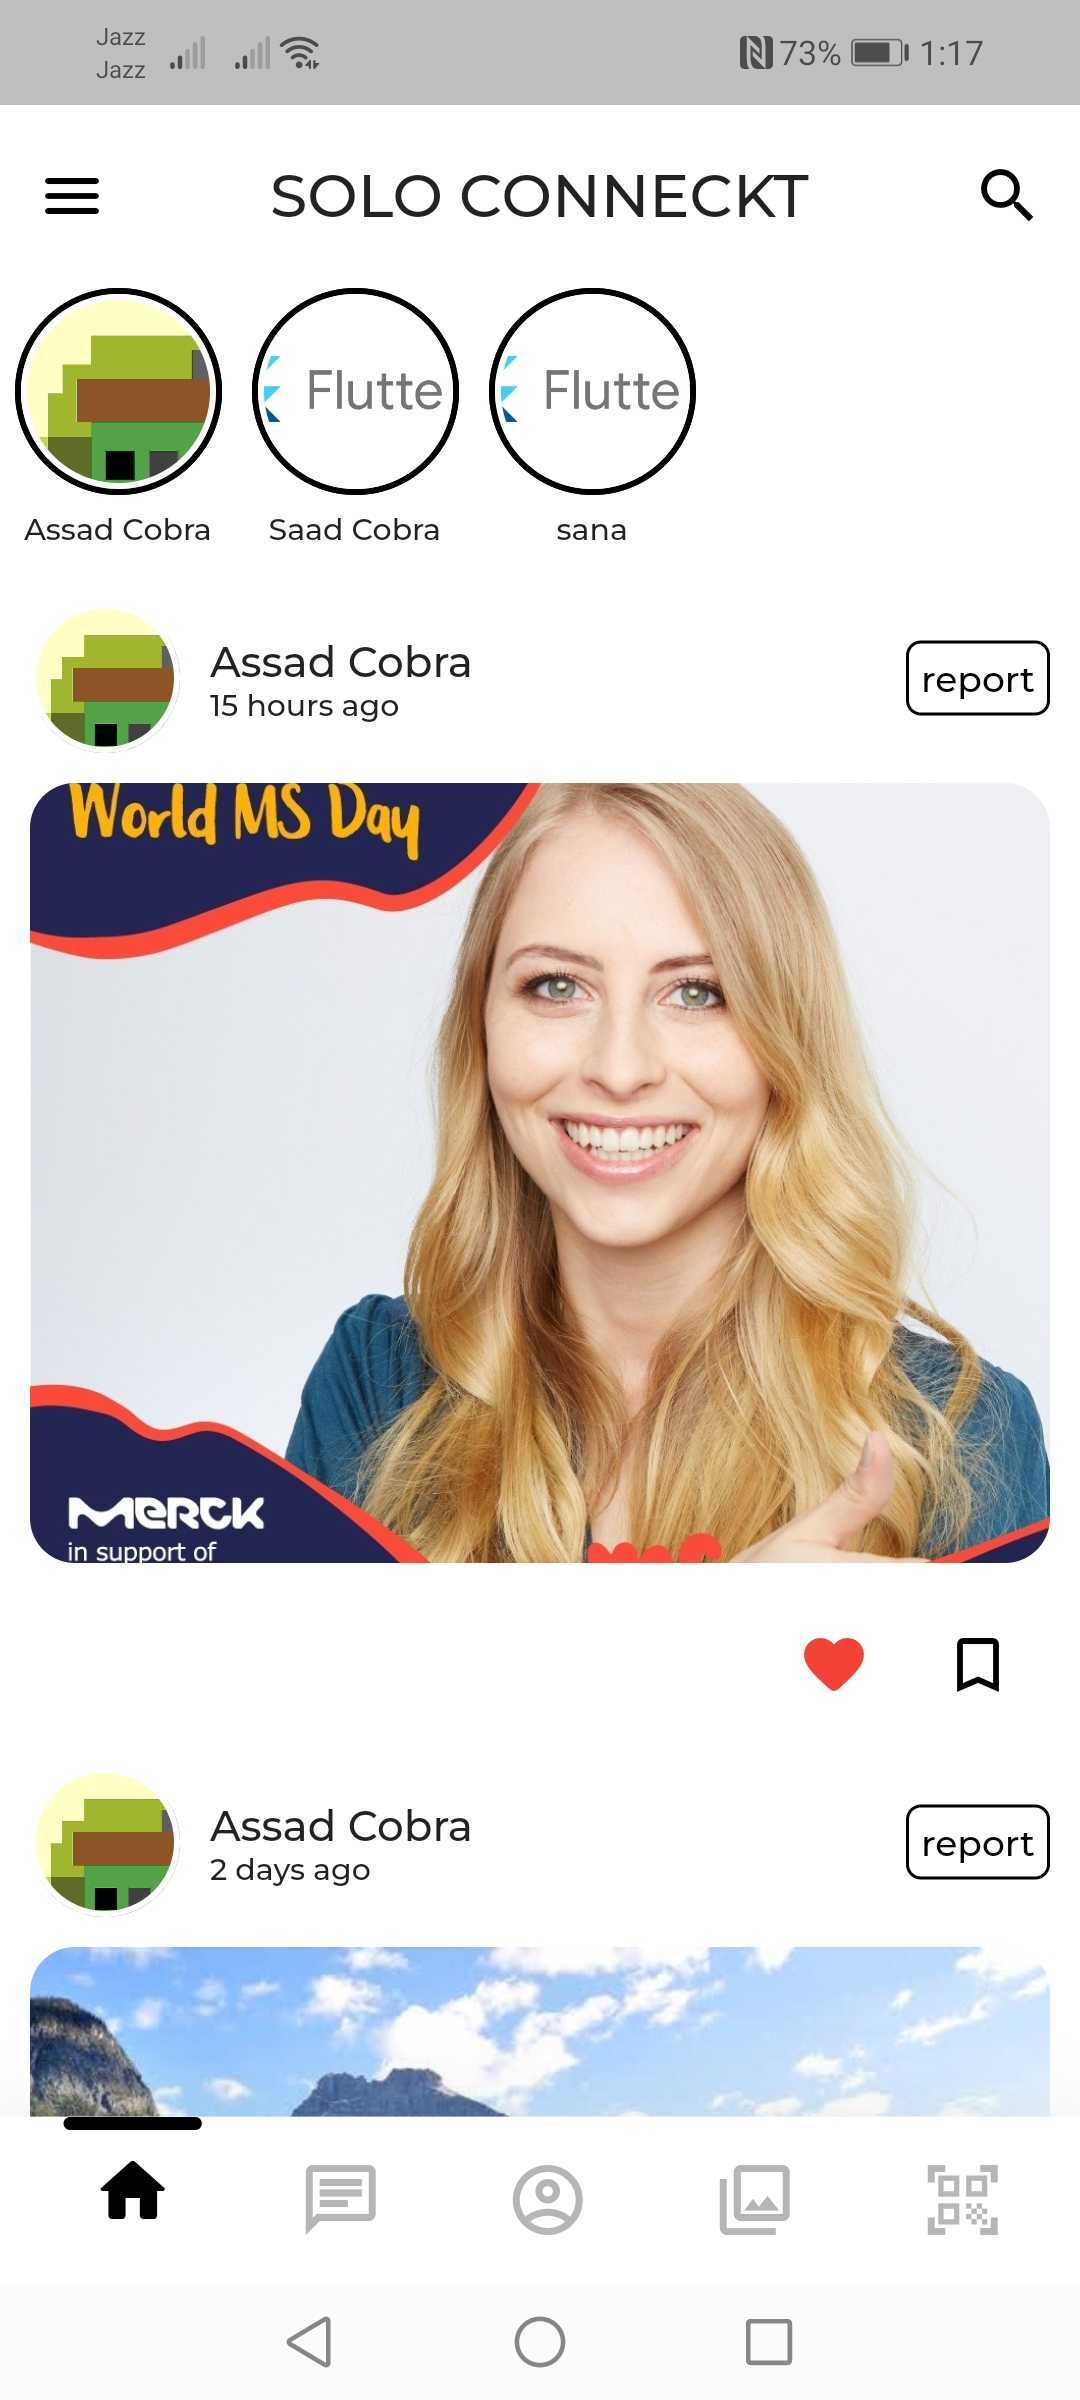 Jazz
Jazz
73% 1:17
SOLO CONNECKT
Flutte
Flutte
Assad Cobra
Saad Cobra
sana
Assad Cobra
15 hours ago
report
World MS Day
MERCK
in support of
Assad Cobra
2 days ago
report